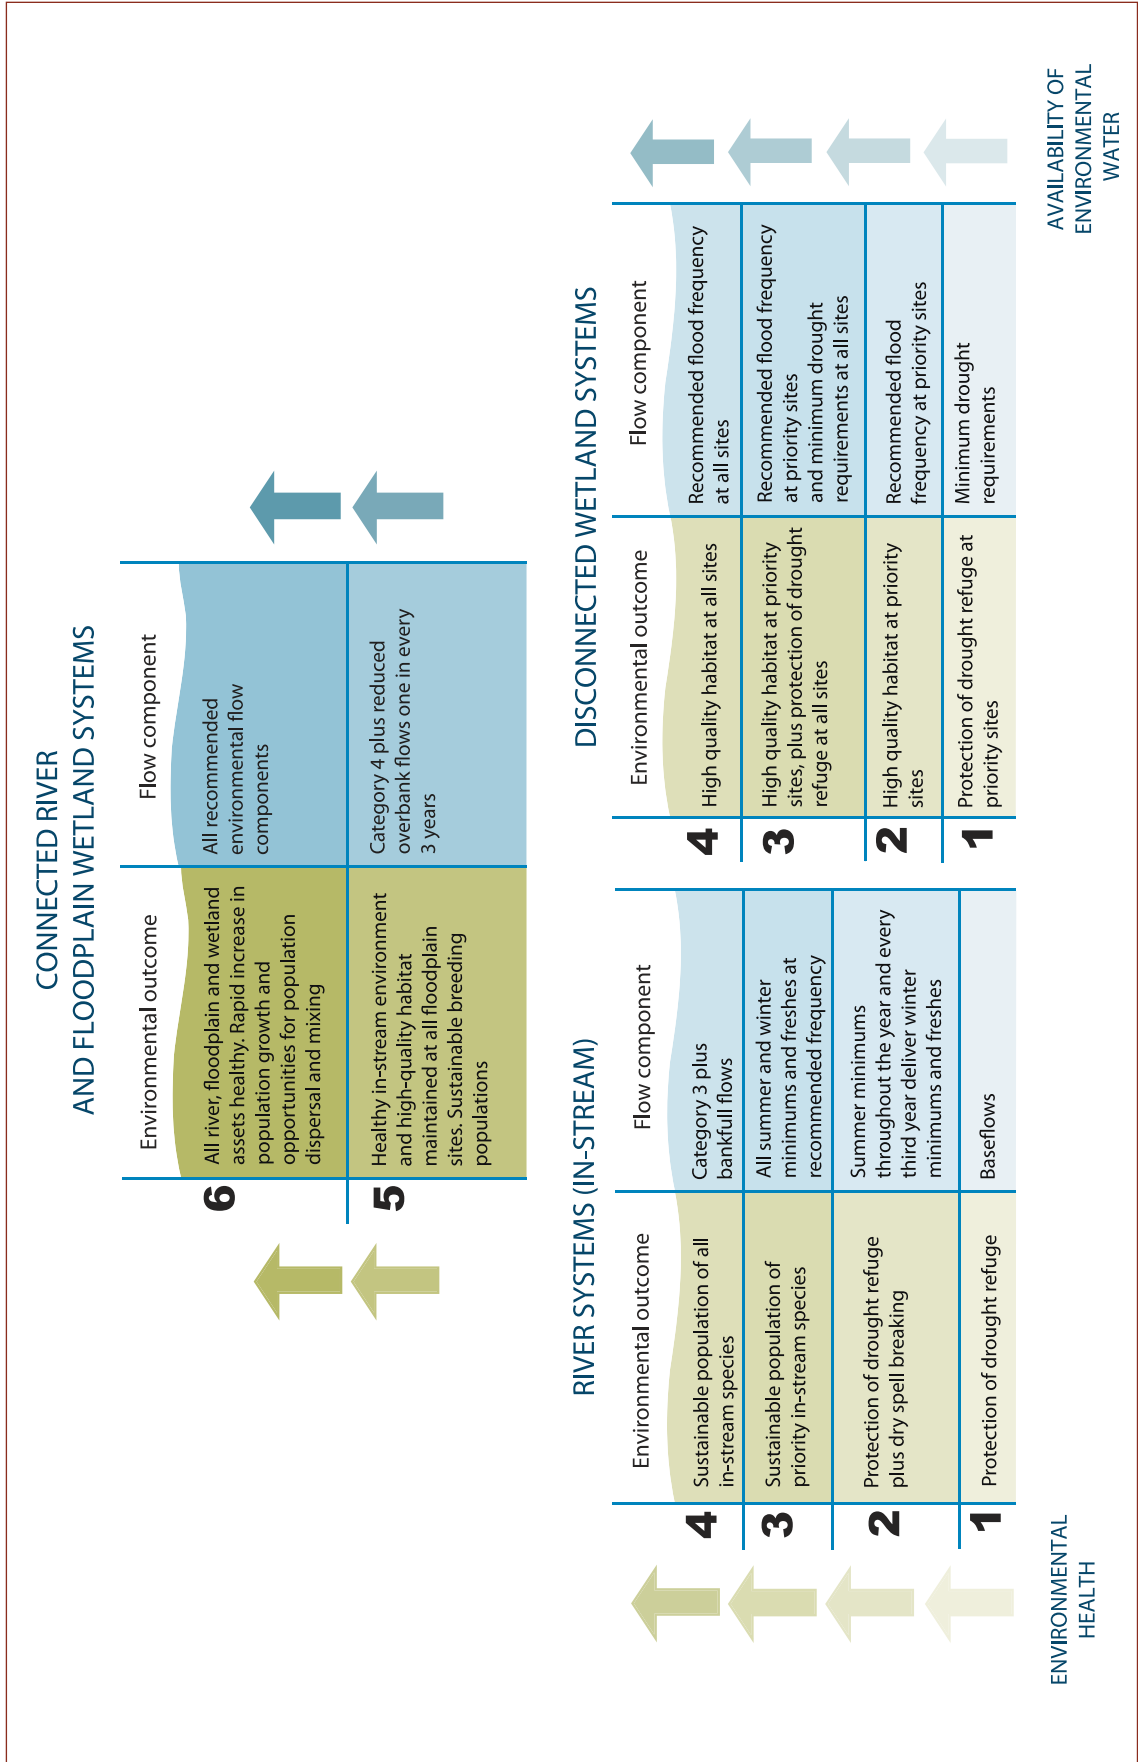 CONNECTED RIVER
AND FLOODPLAIN WETLAND SYSTEMS
Environmental outcome
Flow component
6
All river, floodplain and wetland
assets healthy. Rapid increase in
population growth and
opportunities for population
dispersal and mixing
All recommended
environmental flow
components
5
Healthy in-stream environment
and high-quality habitat
maintained at all floodplain
sites. Sustainable breeding
populations
Category 4 plus reduced
overbank flows one in every
3 years
RIVER SYSTEMS (IN-STREAM)
Environmental outcome
Flow component
4
Sustainable population of all
in-stream species
Category 3 plus
bankfull flows
3
Sustainable population of
priority in-stream species
All summer and winter
minimums and freshes at
recommended frequency
2
Protection of drought refuge
plus dry spell breaking
Summer minimums
throughout the year and every
third year deliver winter
minimums and freshes
1
Protection of drought refuge
Baseflows
DISCONNECTED WETLAND SYSTEMS
Environmental outcome
Flow component
4
High quality habitat at all sites
Recommended flood frequency
at all sites
3
High quality habitat at priority
sites, plus protection of drought
refuge at all sites
Recommended flood frequency
at priority sites
and minimum drought
requirements at all sites
2
High quality habitat at priority
sites
Recommended flood
frequency at priority sites
1
Protection of drought refuge at
priority sites
Minimum drought
requirements
ENVIRONMENTAL
HEALTH
AVAILABILITY OF
ENVIRONMENTAL
WATER